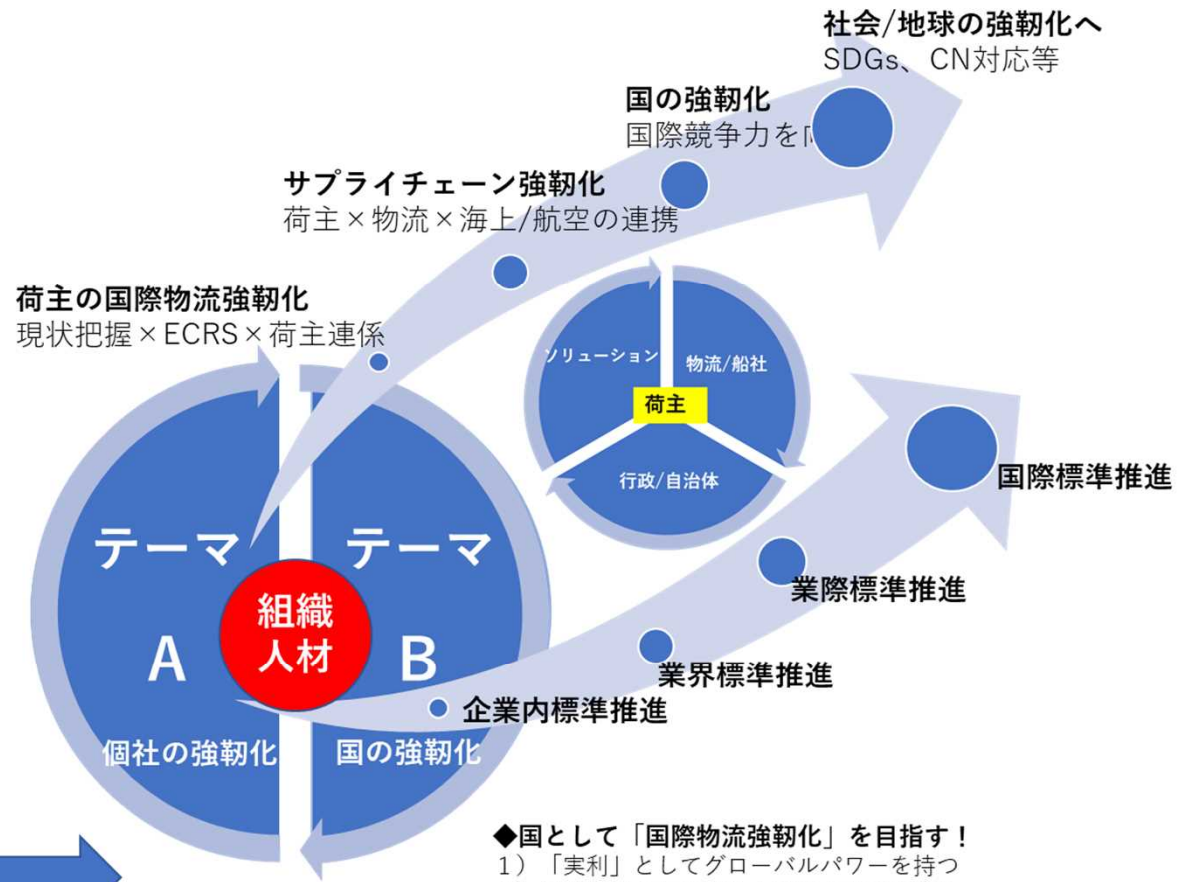 社会/地球の強靭化へ
SDGs、CN対応等
国の強靭化
国際競争力を
サプライチェーン強靭化
荷主×物流×海上/航空の連携
荷主の国際物流強靭化
現状把握×ECRS×荷主連係
ソリューション
物流/船社
荷主
行政/自治体
テーマ
A
個社の強靭化
組織
人材
テーマ
B
国の強靭化
国際標準推進
業際標準推進
業界標準推進
企業内標準推進
◆国として「国際物流強靭化」を目指す！
１）「実利」としてグローバルパワーを持つ